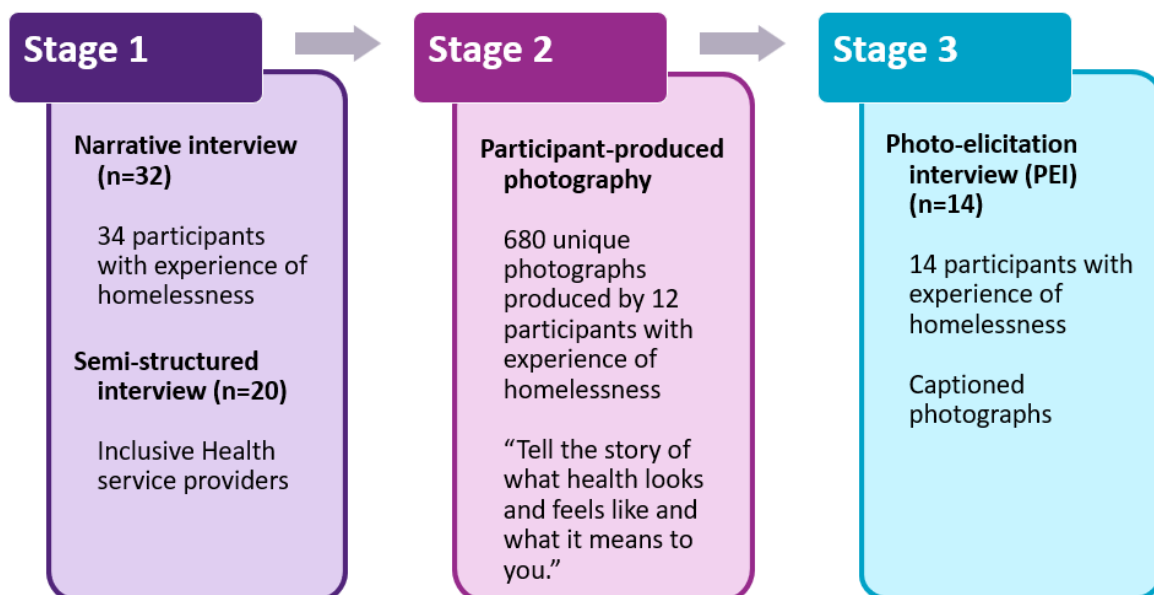 Stage 1
Narrative interview
(n=32)
34 participants
with experience of
homelessness
Semi-structured
interview (n=20)
Inclusive Health
service providers
Stage 2
Participant-produced
photography
680 unique
photographs
produced by 12
participants with
experience of
homelessness
“Tell the story of
what health looks
and feels like and
what it means to
you.”
Stage 3
Photo-elicitation
interview (PEI)
(n=14)
14 participants with
experience of
homelessness
Captioned
photographs